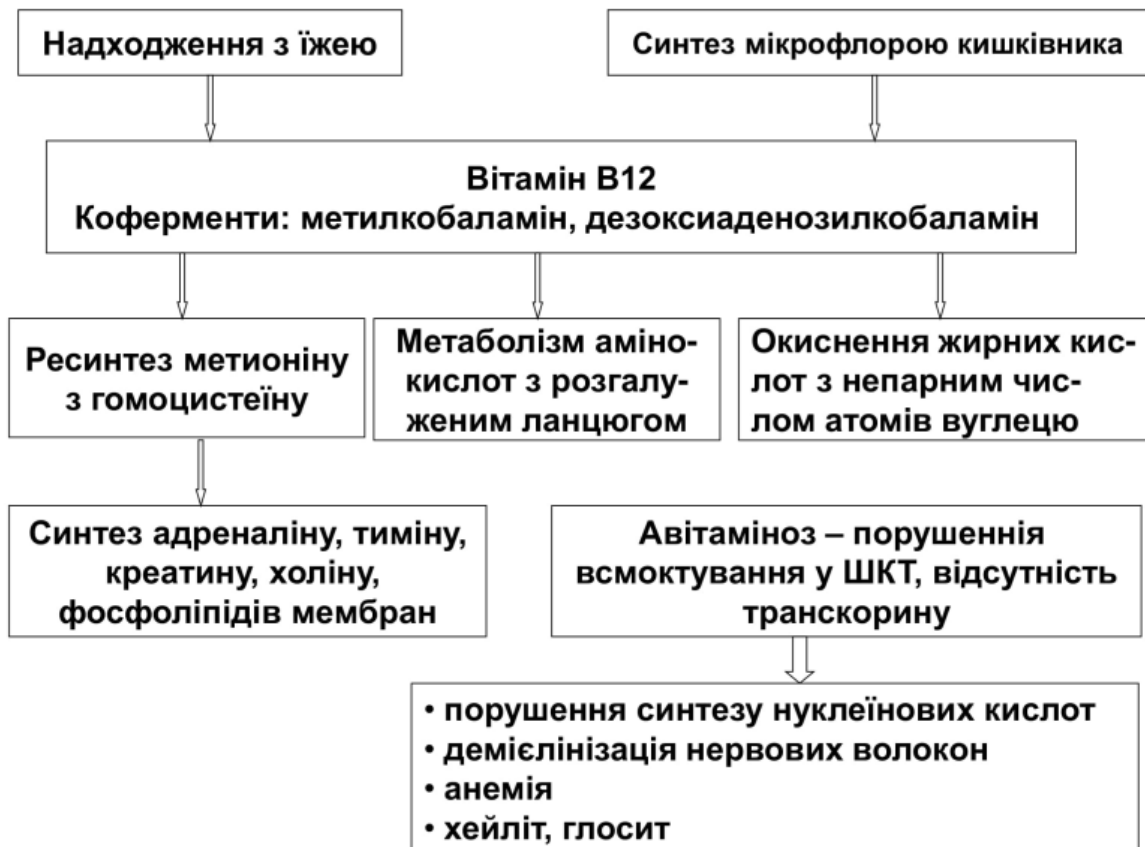 Надходження з їжею
Синтез мікрофлорою кишківника
Вітамін В12
Коферменти: метилкобаламін, дезоксиаденозилкобаламін
Ресинтез метионіну
з гомоцистеїну
Метаболізм аміно-
кислот з розгалу-
женим ланцюгом
Окиснення жирних кис-
лот з непарним чис-
лом атомів вуглецю
Синтез адреналіну, тиміну,
креатину, холіну,
фосфоліпідів мембран
Авітаміноз – порушеннія
всмоктування у ШКТ, відсутність
транскорину
• порушення синтезу нуклеїнових кислот
• демієлінізація нервових волокон
• анемія
• хейліт, глосит